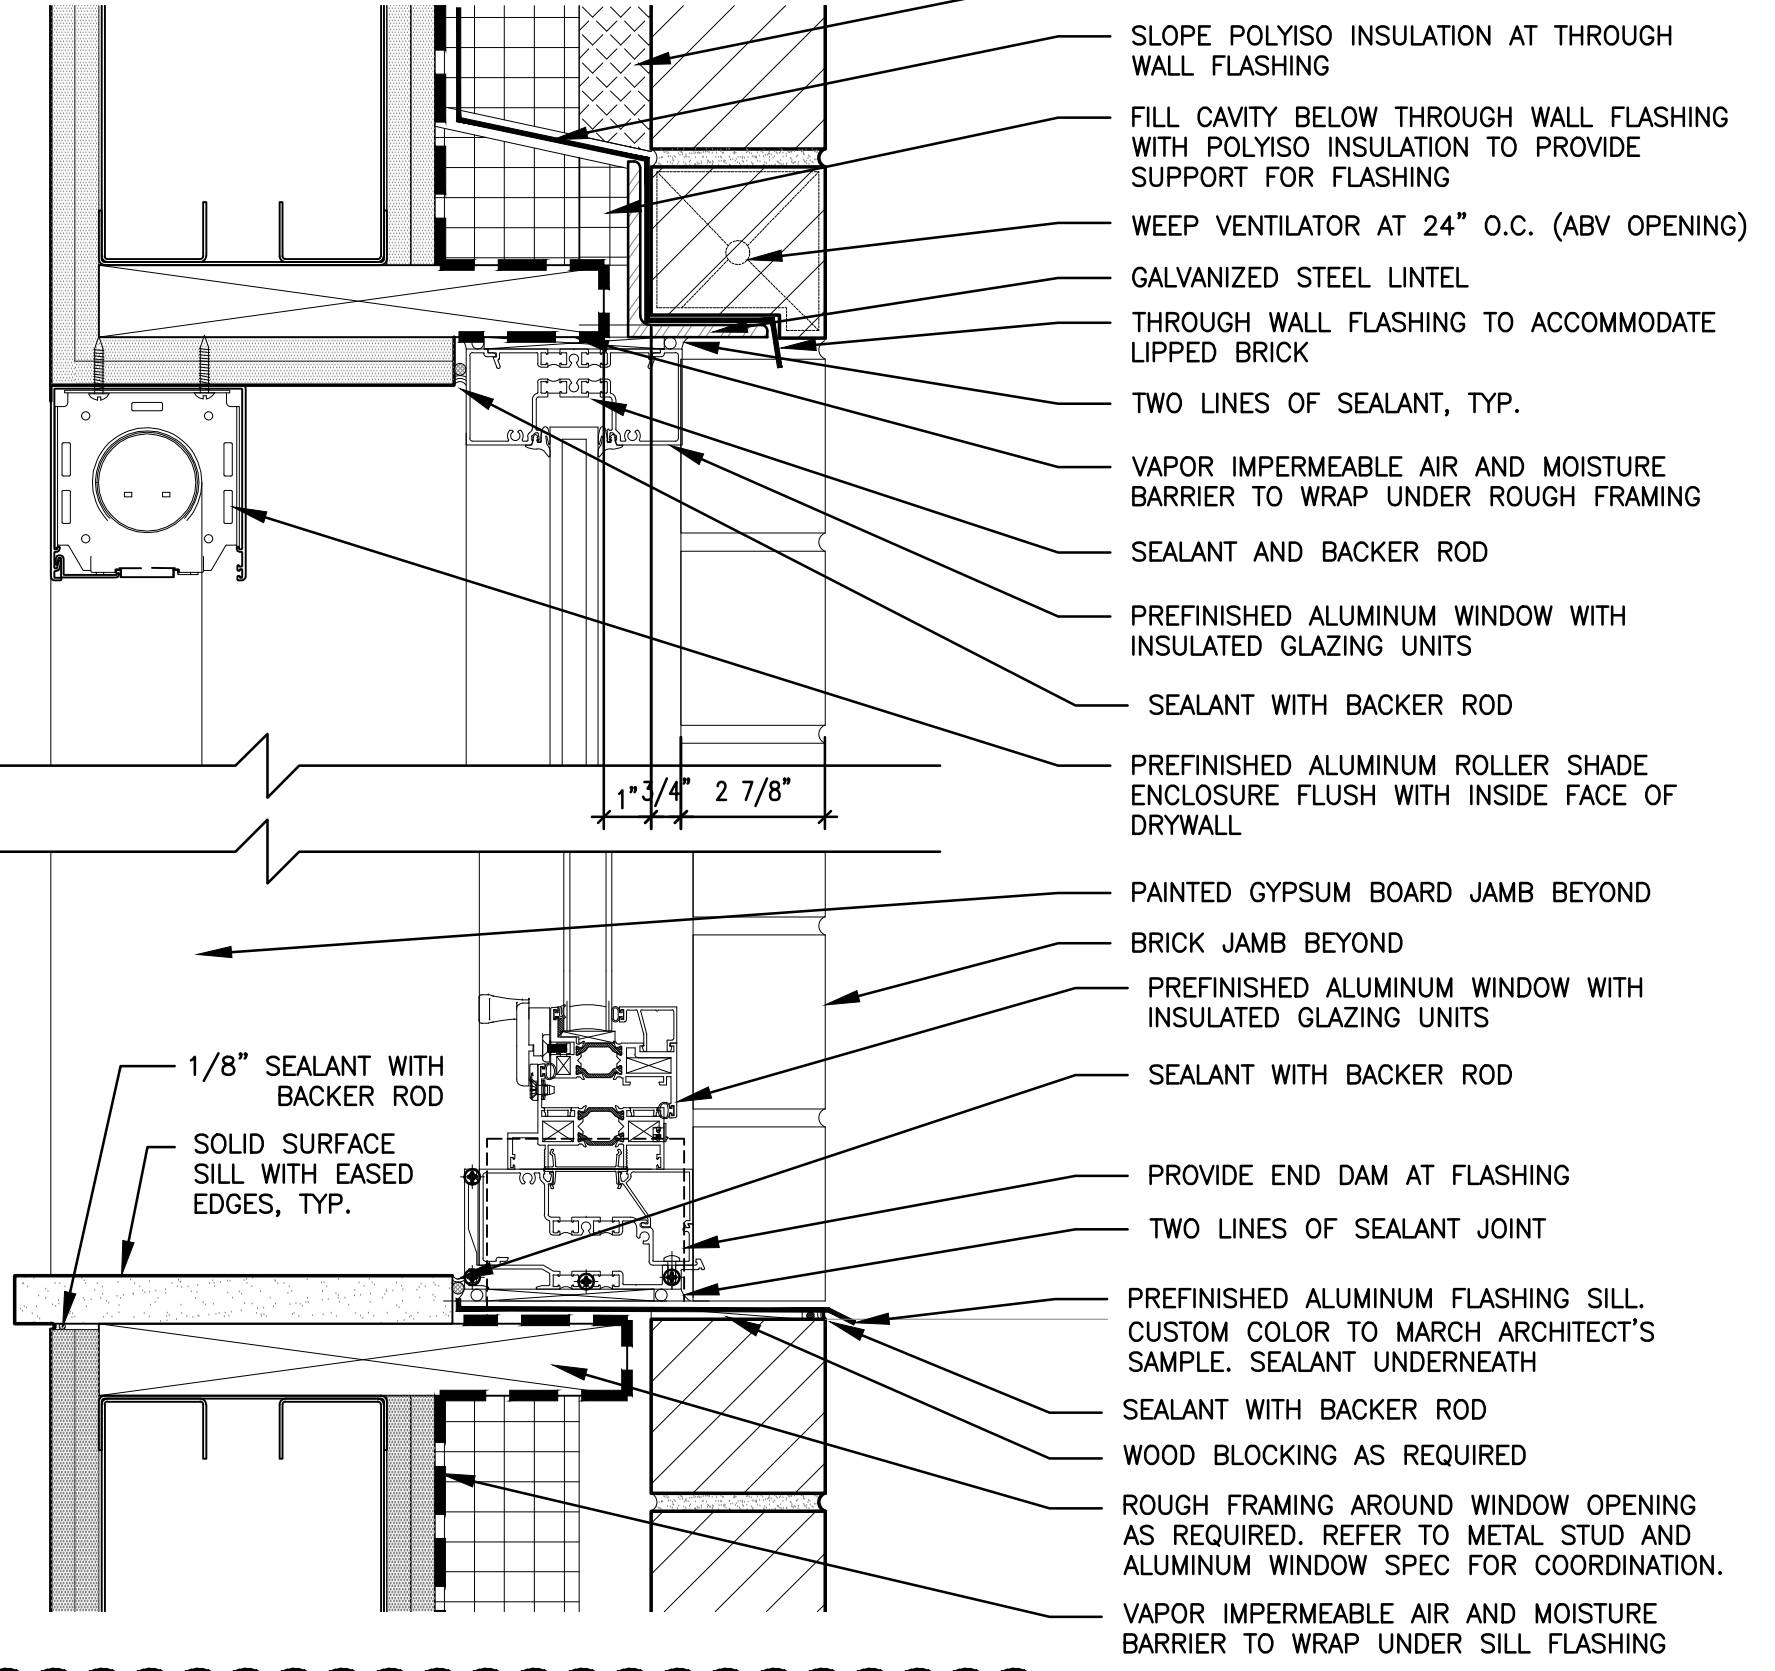 SLOPE POLYISO INSULATION AT THROUGH
WALL FLASHING
FILL CAVITY BELOW THROUGH WALL FLASHING
WITH POLYISO INSULATION TO PROVIDE
SUPPORT FOR FLASHING
WEEP VENTILATOR AT 24" O.C. (ABV OPENING)
GALVANIZED STEEL LINTEL
THROUGH WALL FLASHING TO ACCOMMODATE
LIPPED BRICK
TWO LINES OF SEALANT, TYP.
VAPOR IMPERMEABLE AIR AND MOISTURE
BARRIER TO WRAP UNDER ROUGH FRAMING
SEALANT AND BACKER ROD
PREFINISHED ALUMINUM WINDOW WITH
INSULATED GLAZING UNITS
SEALANT WITH BACKER ROD
PREFINISHED ALUMINUM ROLLER SHADE
ENCLOSURE FLUSH WITH INSIDE FACE OF
DRYWALL
1" 3/4" 2 7/8"
PAINTED GYPSUM BOARD JAMB BEYOND
BRICK JAMB BEYOND
PREFINISHED ALUMINUM WINDOW WITH
INSULATED GLAZING UNITS
SEALANT WITH BACKER ROD
1/8" SEALANT WITH
BACKER ROD
SOLID SURFACE
SILL WITH EASED
EDGES, TYP.
PROVIDE END DAM AT FLASHING
TWO LINES OF SEALANT JOINT
PREFINISHED ALUMINUM FLASHING SILL.
CUSTOM COLOR TO MARCH ARCHITECT'S
SAMPLE. SEALANT UNDERNEATH
SEALANT WITH BACKER ROD
WOOD BLOCKING AS REQUIRED
ROUGH FRAMING AROUND WINDOW OPENING
AS REQUIRED. REFER TO METAL STUD AND
ALUMINUM WINDOW SPEC FOR COORDINATION.
VAPOR IMPERMEABLE AIR AND MOISTURE
BARRIER TO WRAP UNDER SILL FLASHING